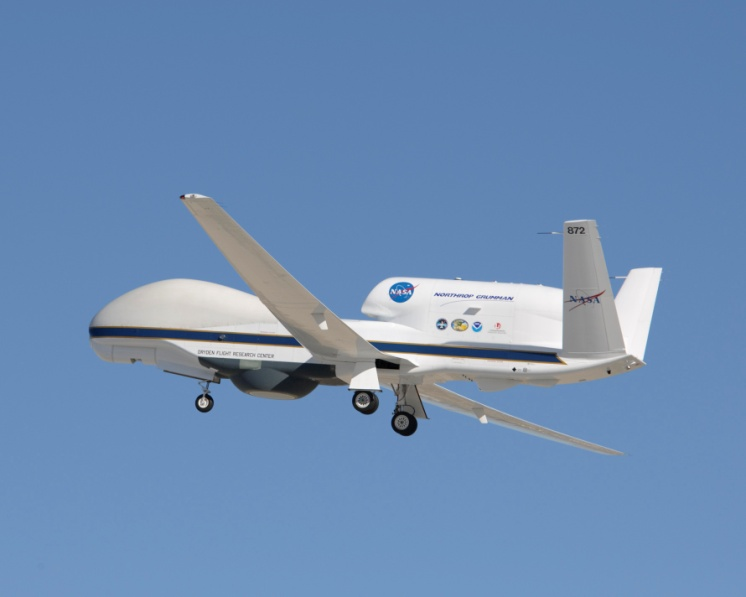 872
NASA
NORTHROP GRUMMAN
NASA
DRYDEN FLIGHT RESEARCH CENTER